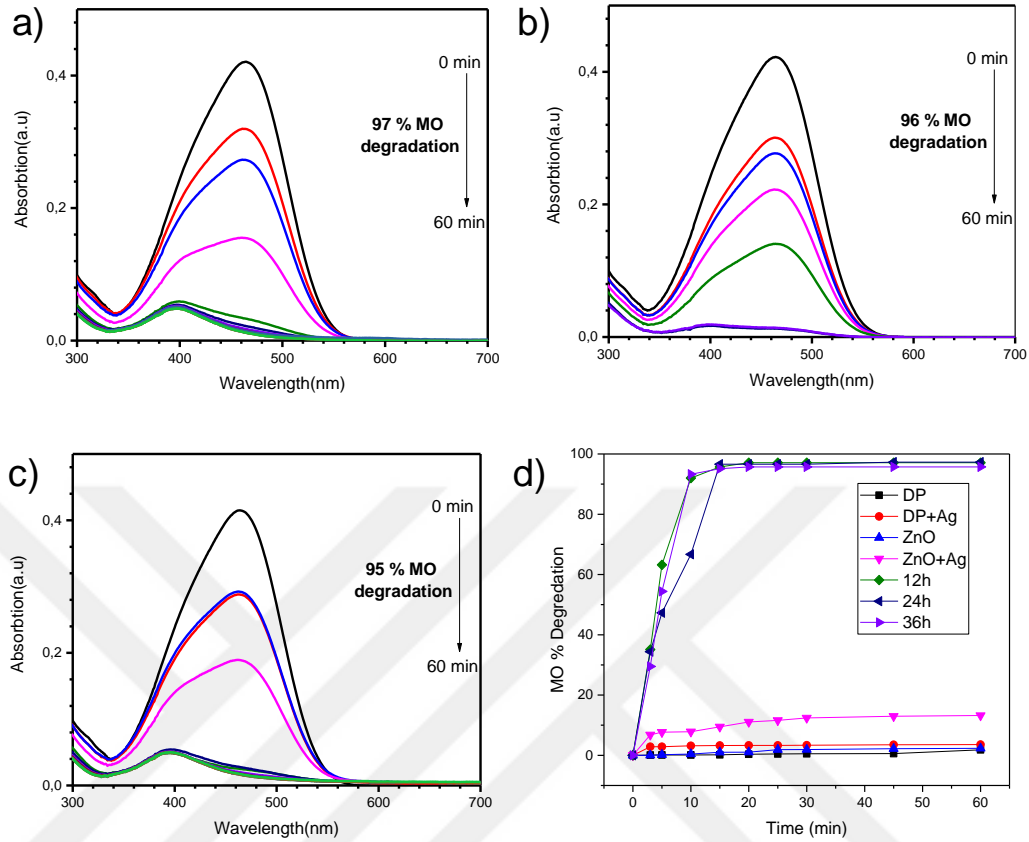 a)
Absorbtion(a.u)
0,4
0,2
0,0
0 min
97 % MO
degradation
60 min
300 400 500 600 700
Wavelength(nm)
b)
Absorbtion(a.u)
0,4
0,2
0,0
0 min
96 % MO
degradation
60 min
300 400 500 600 700
Wavelength(nm)
c)
Absorbtion(a.u)
0,4
0,2
0,0
0 min
95 % MO
degradation
60 min
300 400 500 600 700
Wavelength(nm)
d)
MO % Degredation
100
80
60
40
20
0
DP
DP+Ag
ZnO
ZnO+Ag
12h
24h
36h
0 10 20 30 40 50 60
Time (min)